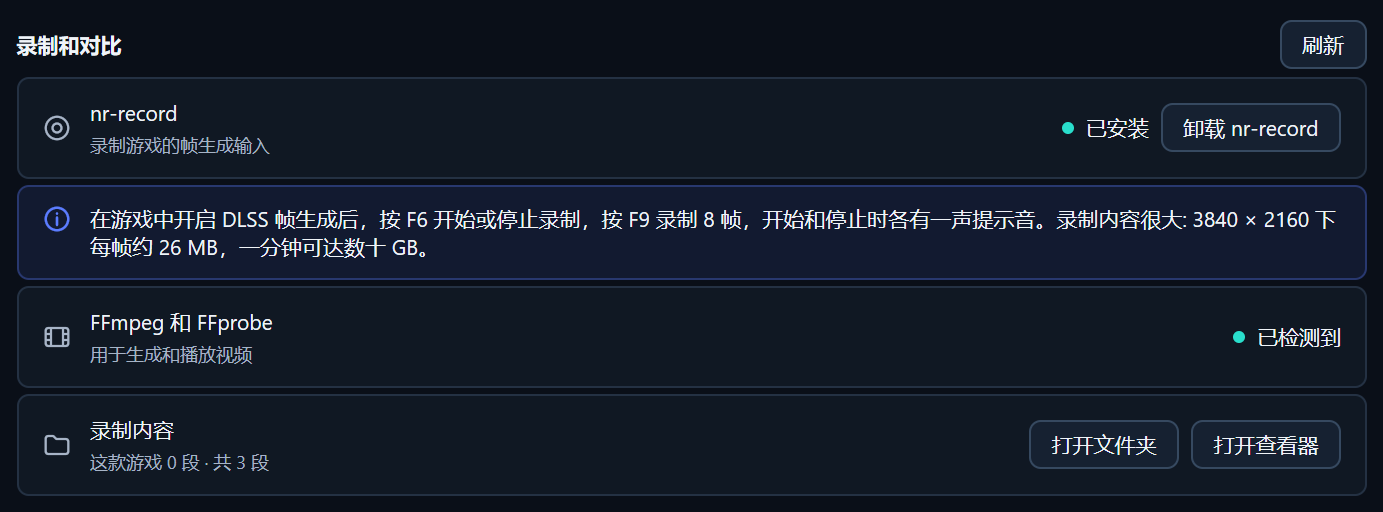 录制和对比
刷新
nr-record
录制游戏的帧生成输入
已安装
卸载 nr-record
在游戏中开启 DLSS 帧生成后，按 F6 开始或停止录制，按 F9 录制 8 帧，开始和停止时各有一声提示音。录制内容很大: 3840 × 2160 下
每帧约 26 MB，一分钟可达数十 GB。
FFmpeg 和 FFprobe
用于生成和播放视频
已检测到
录制内容
这款游戏 0 段 · 共 3 段
打开文件夹
打开查看器